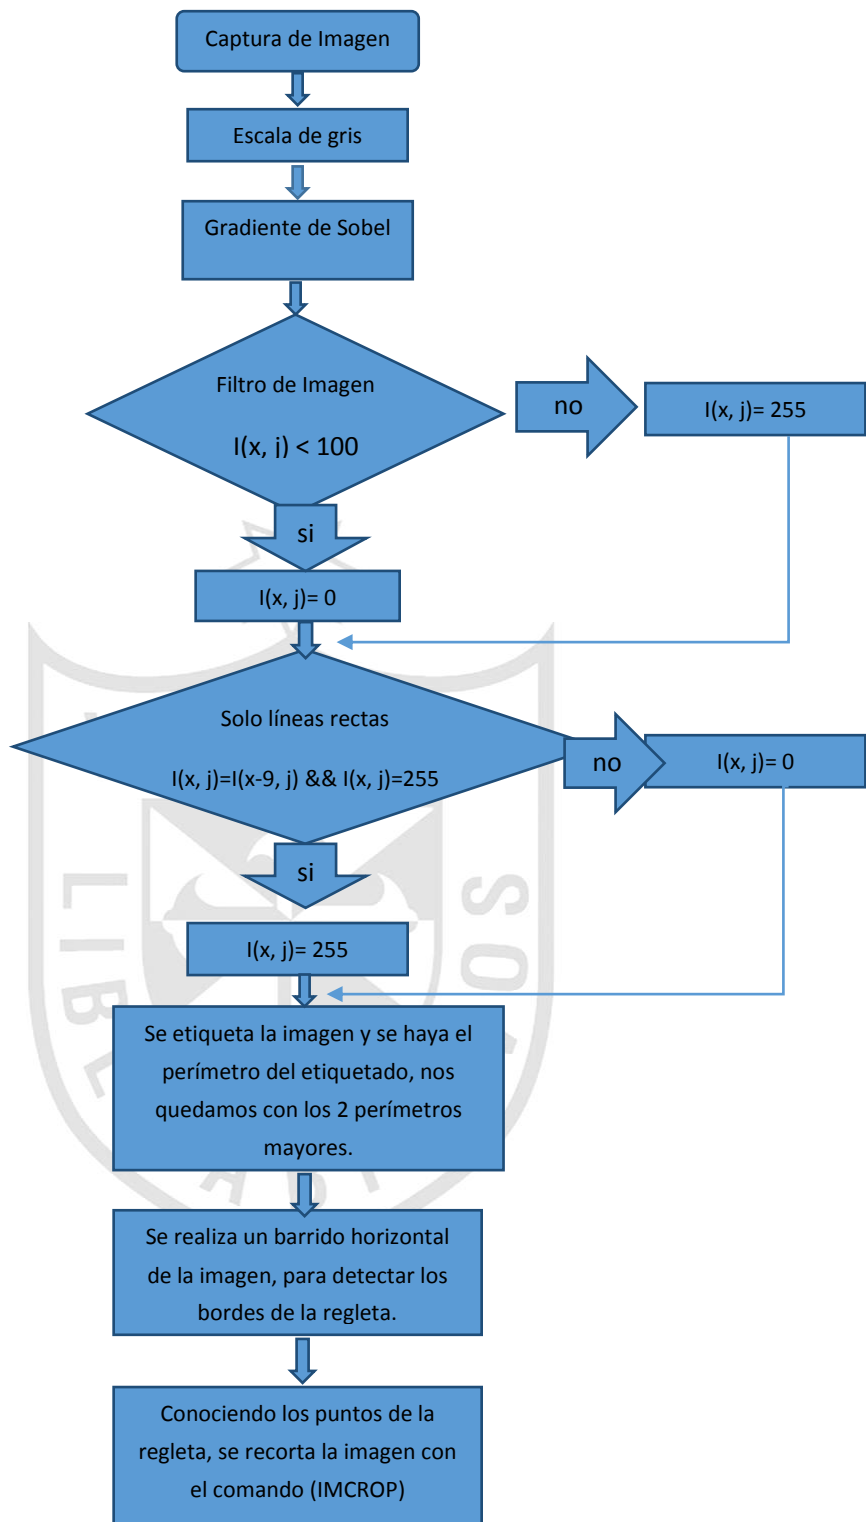 Captura de Imagen
Escala de gris
Gradiente de Sobel
Filtro de Imagen
I(x, j) < 100
no
I(x, j)= 255
si
I(x, j)= 0
Solo líneas rectas
I(x, j)=I(x-9, j) && I(x, j)=255
no
I(x, j)= 0
si
I(x, j)= 255
Se etiqueta la imagen y se haya el
perímetro del etiquetado, nos
quedamos con los 2 perímetros
mayores.
Se realiza un barrido horizontal
de la imagen, para detectar los
bordes de la regleta.
Conociendo los puntos de la
regleta, se recorta la imagen con
el comando (IMCROP)